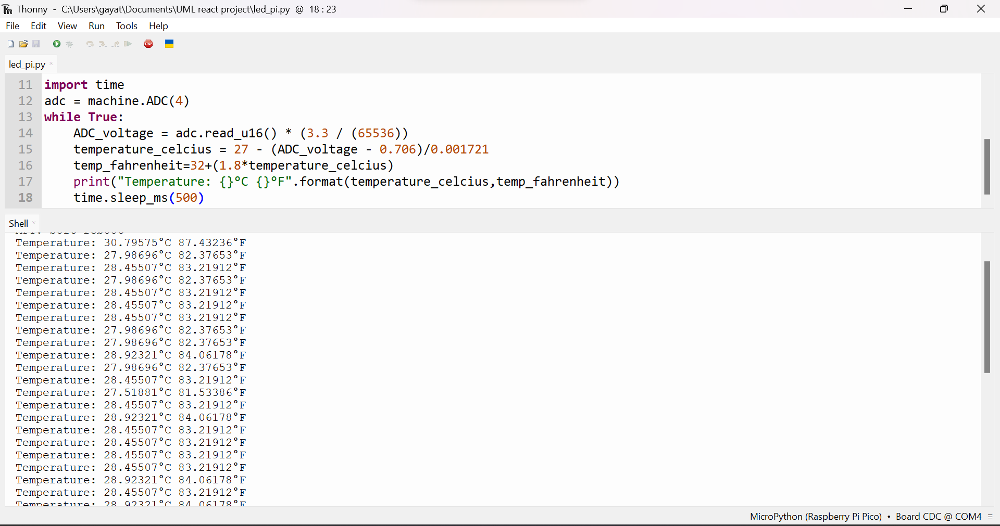 Thonny - C:\Users\gayat\Documents\UML react project\led_pi.py @ 18 : 23
File Edit View Run Tools Help
STOP
led_pi.py ×
11 import time
12 adc = machine.ADC(4)
13 while True:
14     ADC_voltage = adc.read_u16() * (3.3 / (65536))
15     temperature_celcius = 27 - (ADC_voltage - 0.706)/0.001721
16     temp_fahrenheit=32+(1.8*temperature_celcius)
17     print("Temperature: {}°C {}°F".format(temperature_celcius,temp_fahrenheit))
18     time.sleep_ms(500)
Shell ×
Temperature: 30.79575°C 87.43236°F
Temperature: 27.98696°C 82.37653°F
Temperature: 28.45507°C 83.21912°F
Temperature: 27.98696°C 82.37653°F
Temperature: 28.45507°C 83.21912°F
Temperature: 28.45507°C 83.21912°F
Temperature: 28.45507°C 83.21912°F
Temperature: 27.98696°C 82.37653°F
Temperature: 27.98696°C 82.37653°F
Temperature: 28.92321°C 84.06178°F
Temperature: 27.98696°C 82.37653°F
Temperature: 28.45507°C 83.21912°F
Temperature: 27.51881°C 81.53386°F
Temperature: 28.45507°C 83.21912°F
Temperature: 28.92321°C 84.06178°F
Temperature: 28.45507°C 83.21912°F
Temperature: 28.45507°C 83.21912°F
Temperature: 28.45507°C 83.21912°F
Temperature: 28.45507°C 83.21912°F
Temperature: 28.92321°C 84.06178°F
Temperature: 28.45507°C 83.21912°F
Temperature: 28.92321°C 84.06178°F
MicroPython (Raspberry Pi Pico) • Board CDC @ COM4 ≡